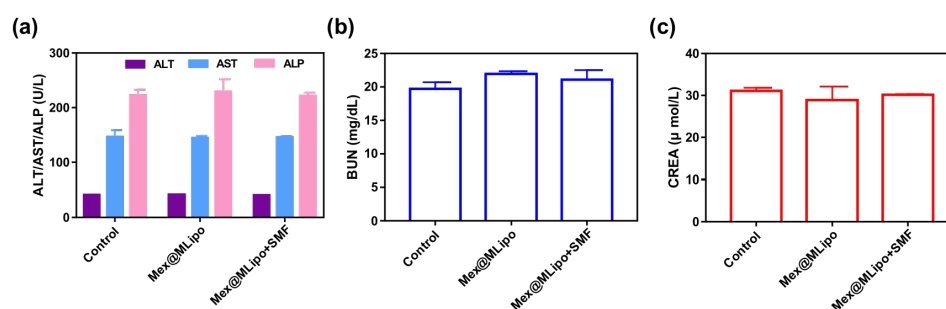 (a)
ALT/AST/ALP (U/L)
300
200
100
0
ALT AST ALP
Control
Mex@MLipo
Mex@MLipo+SMF
(b)
BUN (mg/dL)
25
20
15
10
5
0
Control
Mex@MLipo
Mex@MLipo+SMF
(c)
CREA (μ mol/L)
40
30
20
10
0
Control
Mex@MLipo
Mex@MLipo+SMF